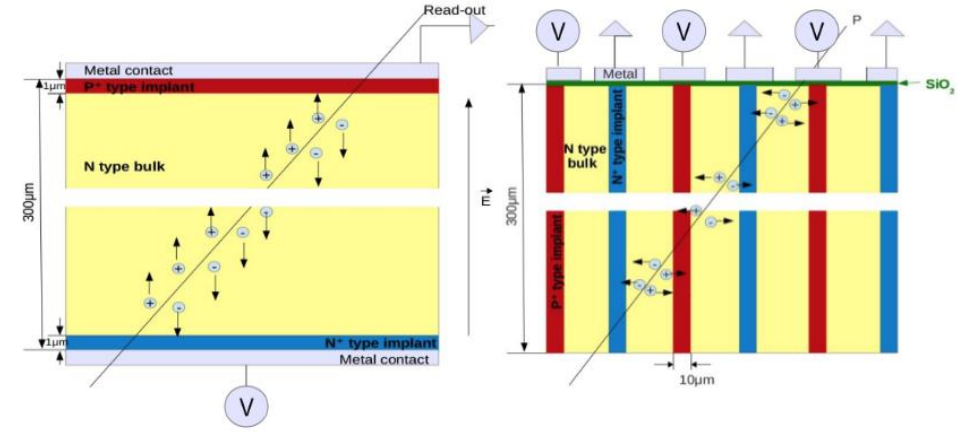 Read-out
Metal contact
P⁺ type implant
1μm
N type bulk
300μm
1μm
N⁺ type implant
Metal contact
V
E
V
V
V
P
Metal
SiO₂
N type
bulk
N⁺ type implant
300μm
P⁺ type implant
10μm